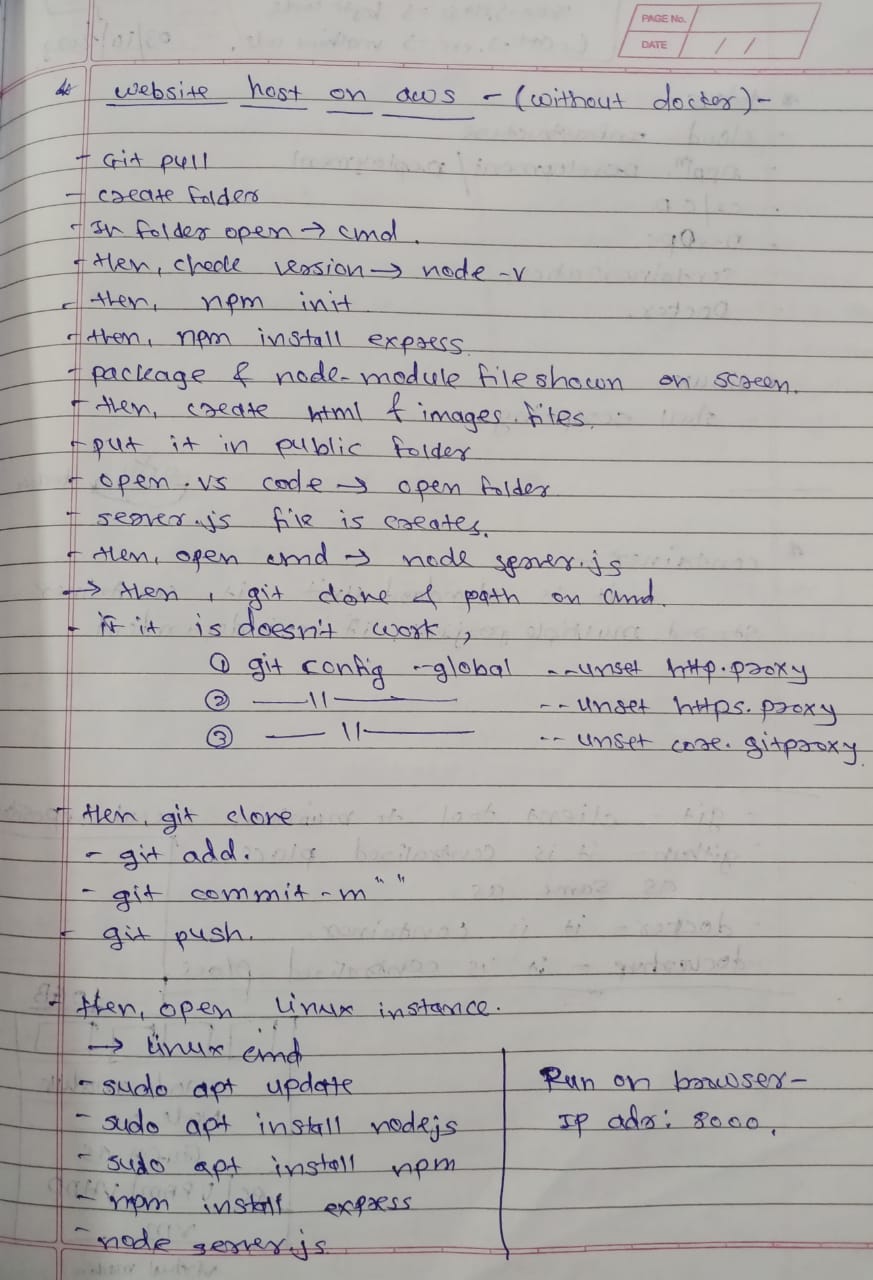 PAGE No.
DATE / /
website host on aws - (without docker) -
- Git pull
- create folder
- In folder open → cmd.
- then, check version → node -v
- then, npm init
- then, npm install express
- package & node-module file shown on screen.
- then, create html & images files.
- put it in public folder
- open vs code → open folder
- server.js file is creates.
- then, open cmd → node server.js
→ then, git clone & path on cmd.
- if it is doesn't work,
① git config --global --unset http.proxy
② —— 11 —— -- unset https.proxy
③ —— 11 —— -- unset core.gitproxy
- then, git clone
- git add.
- git commit -m " "
- git push.
- then, open linux instance.
→ linux cmd
- sudo apt update
- sudo apt install nodejs
- sudo apt install npm
- npm install express
- node server.js
Run on browser -
IP adr: 8000.